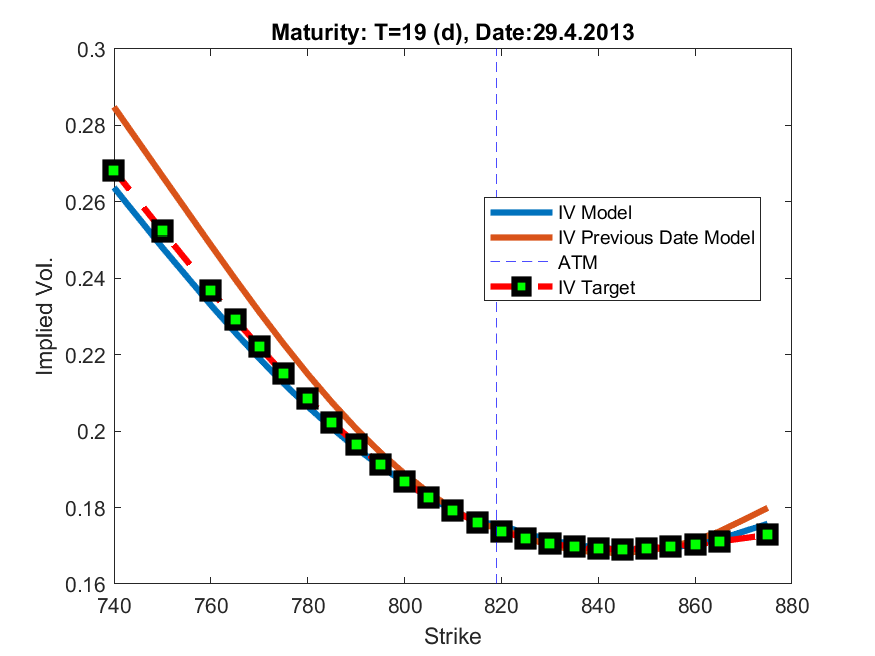 Maturity: T=19 (d), Date:29.4.2013
0.3
0.28
0.26
0.24
0.22
0.2
0.18
0.16
Implied Vol.
IV Model
IV Previous Date Model
ATM
IV Target
740
760
780
800
820
840
860
880
Strike